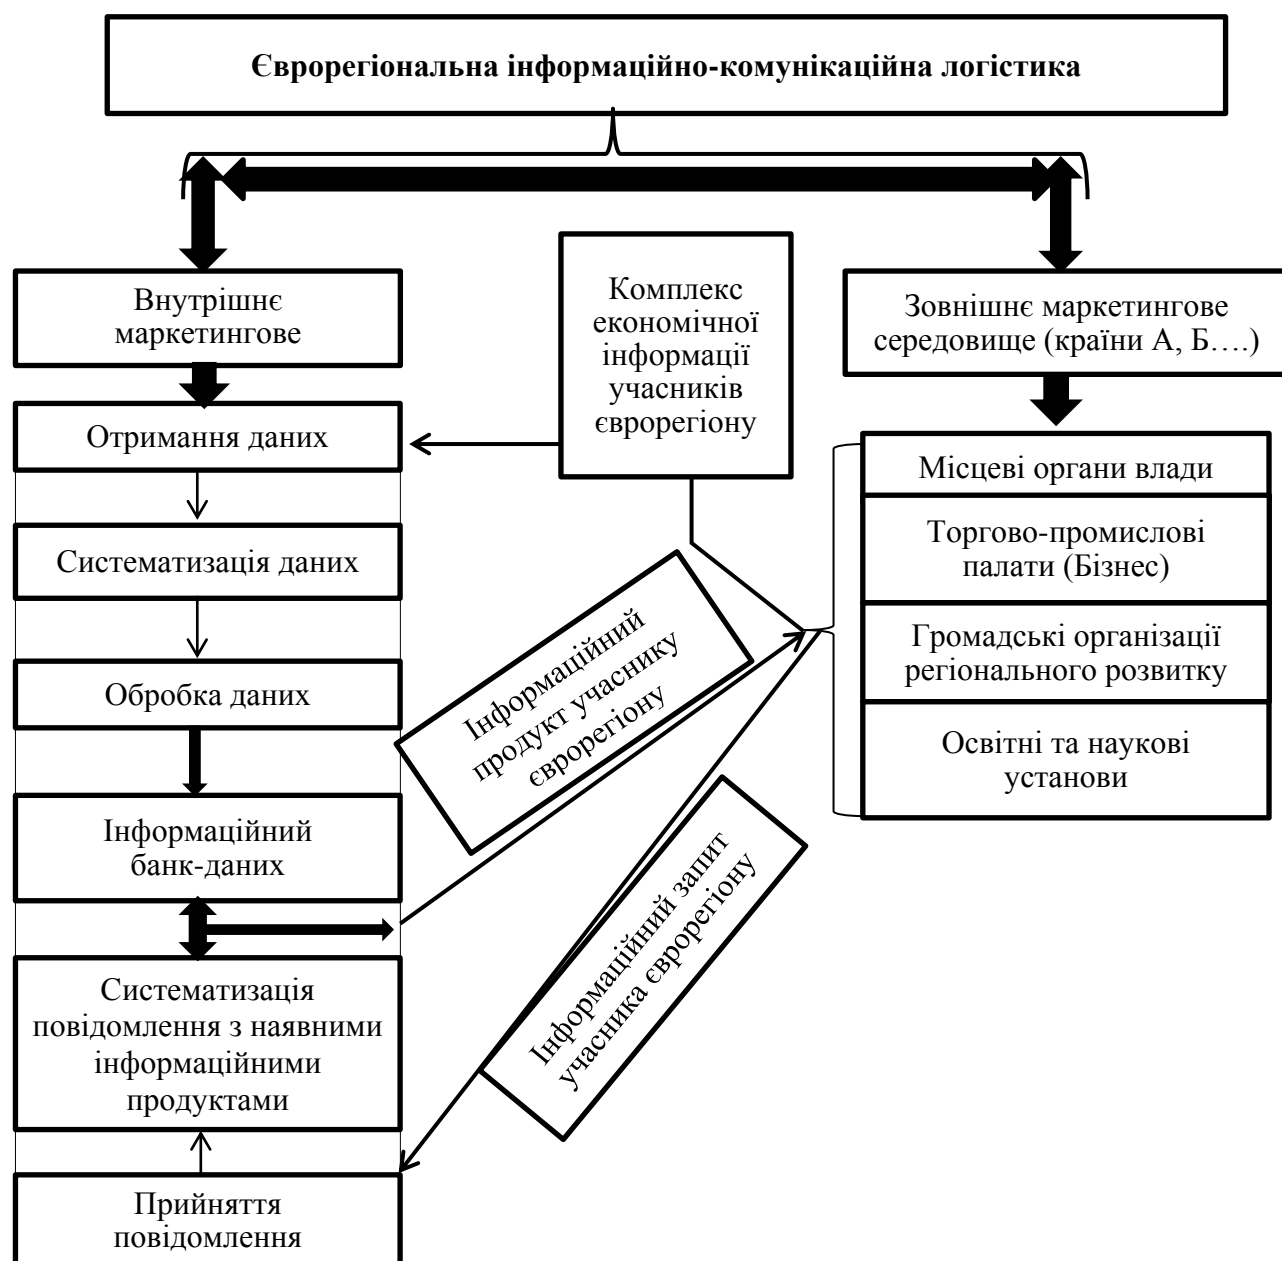 Єврорегіональна інформаційно-комунікаційна логістика
Внутрішнє
маркетингове
Комплекс
економічної
інформації
учасників
єврорегіону
Зовнішнє маркетингове
середовище (країни А, Б….)
Отримання даних
Систематизація даних
Обробка даних
Інформаційний
банк-даних
Систематизація
повідомлення з наявними
інформаційними
продуктами
Прийняття
повідомлення
Інформаційний
продукт учаснику
єврорегіону
Інформаційний запит
учасника єврорегіону
Місцеві органи влади
Торгово-промислові
палати (Бізнес)
Громадські організації
регіонального розвитку
Освітні та наукові
установи